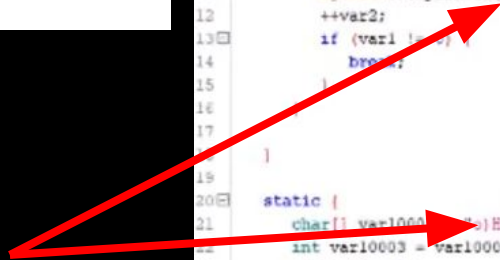 12 ++var2;
13 if (var1 !=
14 break;
15
16
17
18 }
19
20 static {
21 char[] var1000
22 int var10003 = var1000